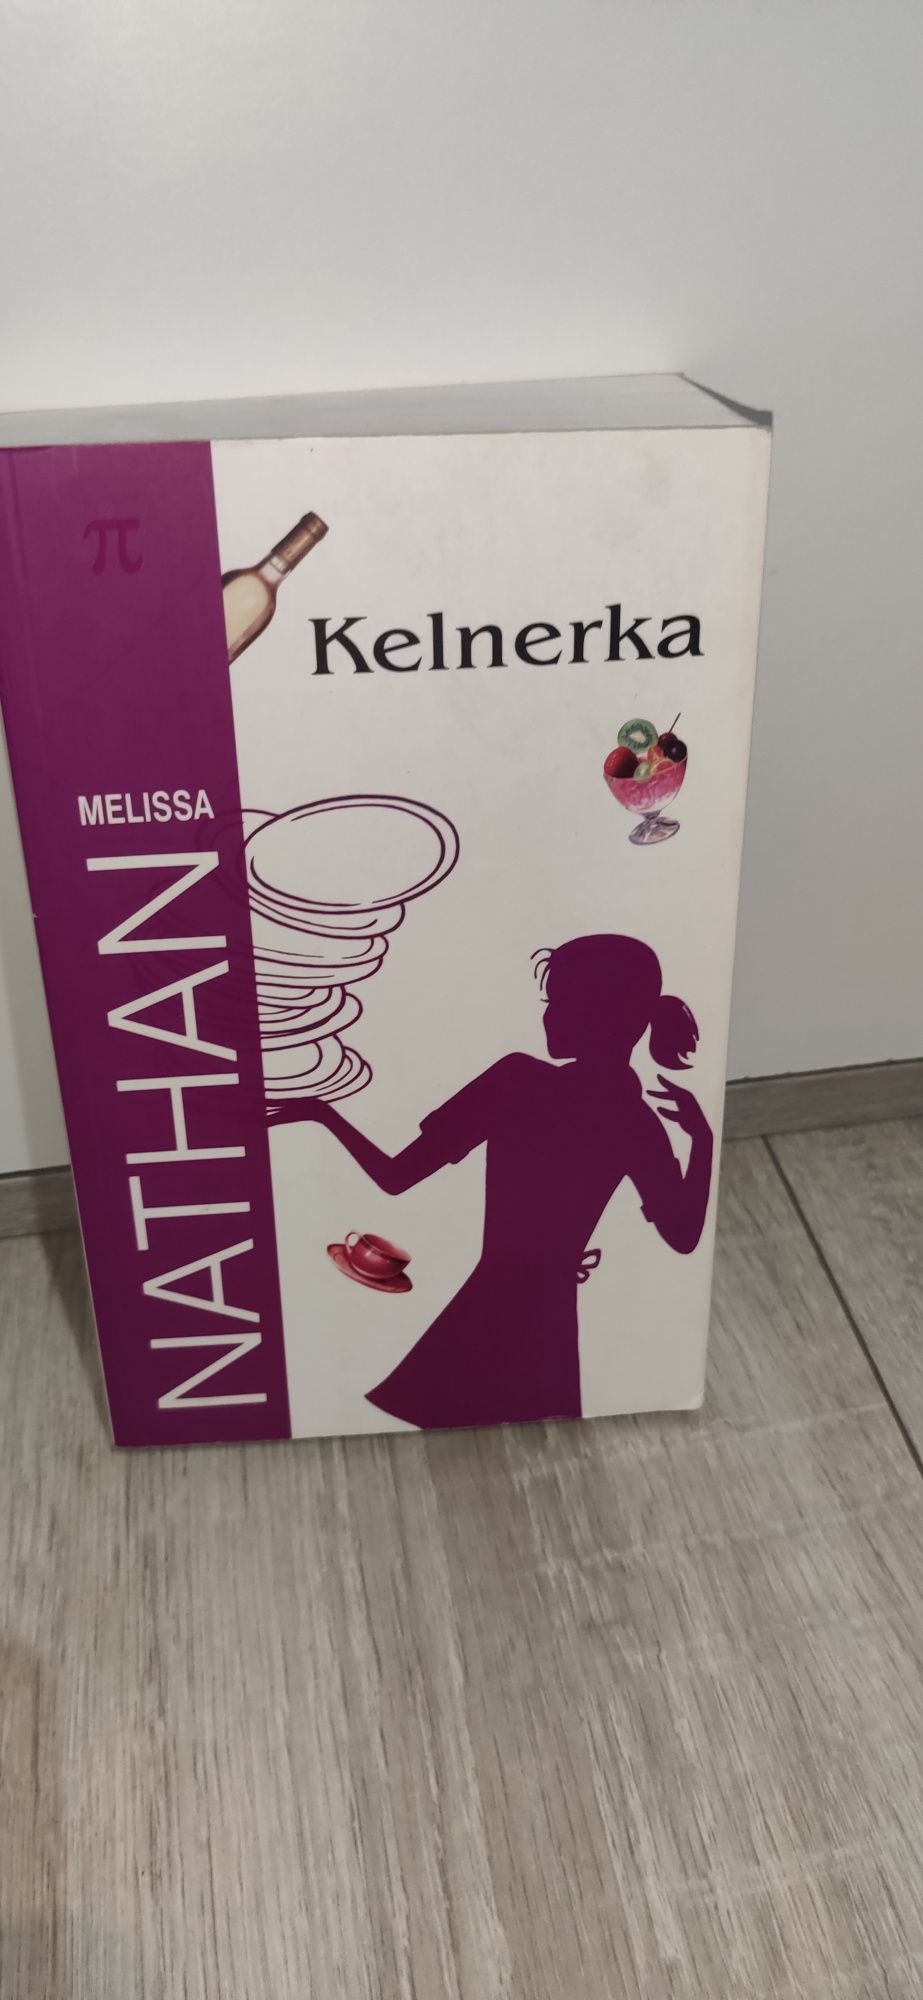 π
Kelnerka
MELISSA
NATHAN